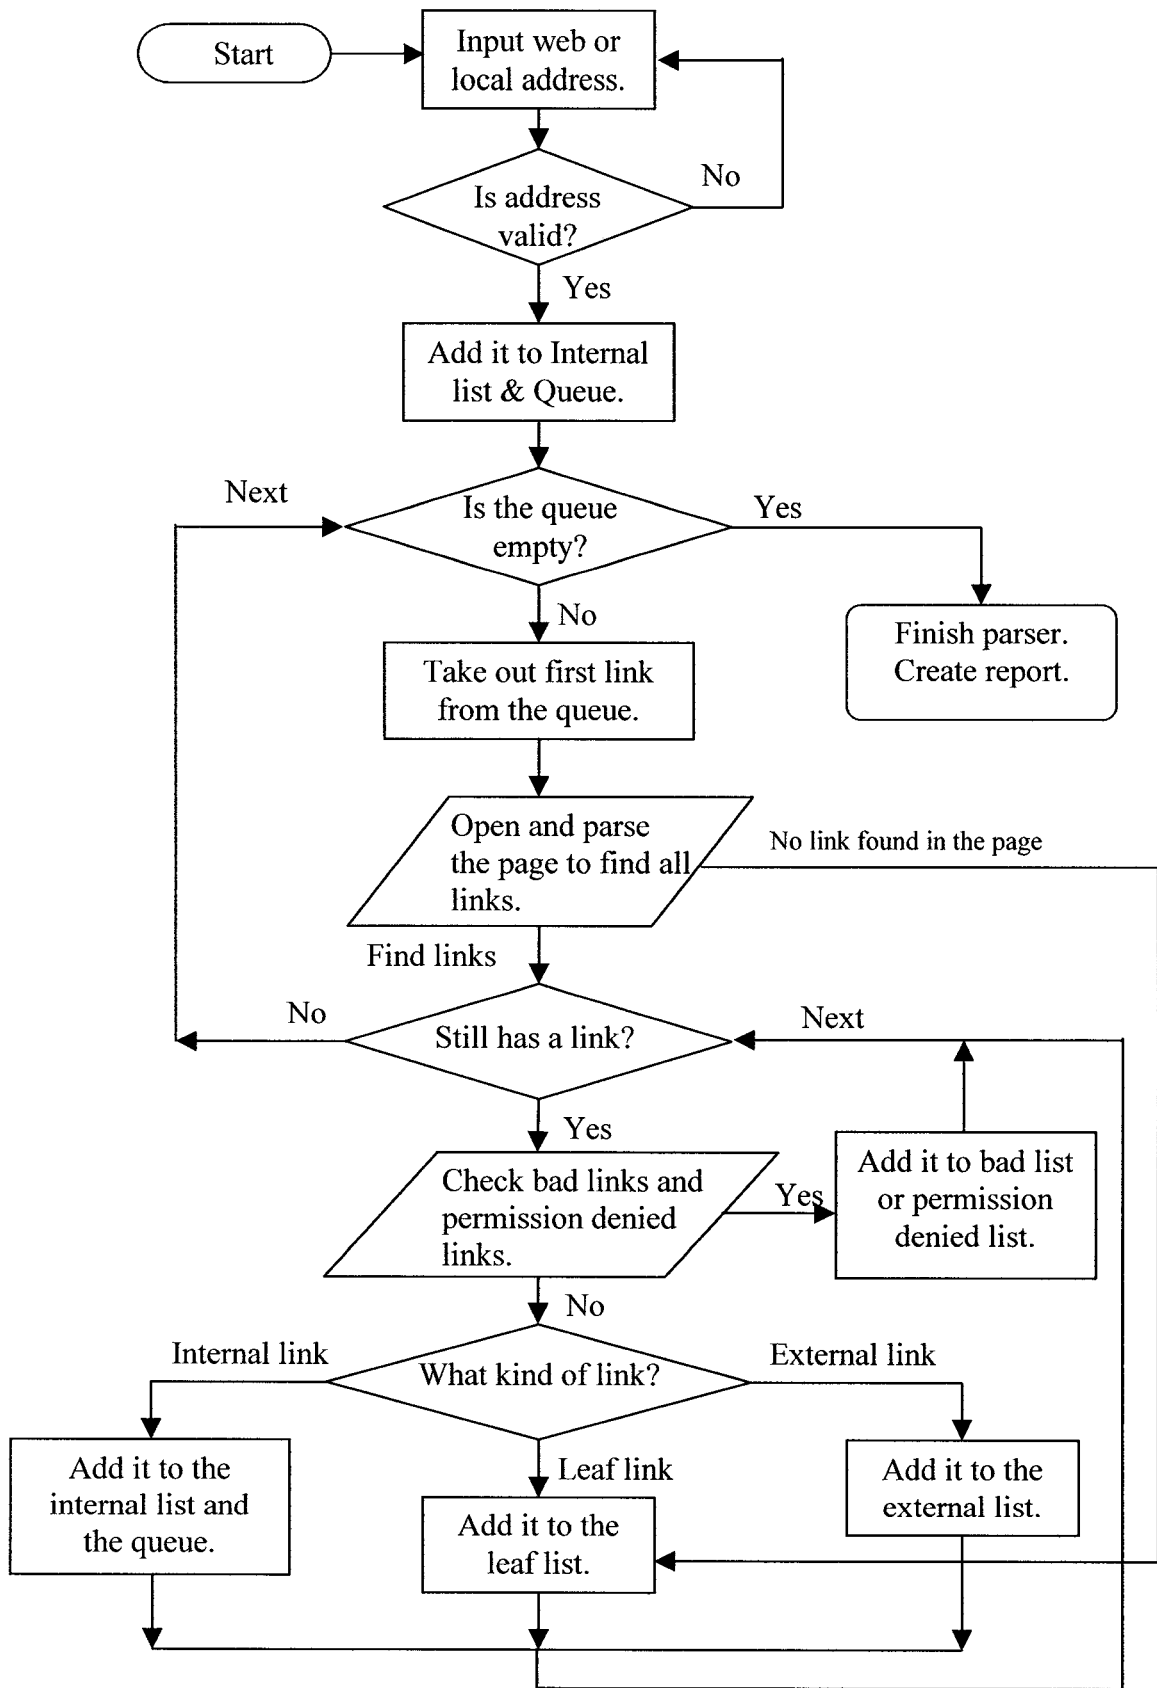 Start
Input web or
local address.
No
Is address
valid?
Yes
Add it to Internal
list & Queue.
Next
Is the queue
empty?
Yes
No
Finish parser.
Create report.
Take out first link
from the queue.
Open and parse
the page to find all
links.
No link found in the page
Find links
No
Still has a link?
Next
Yes
Check bad links and
permission denied
links.
Yes
Add it to bad list
or permission
denied list.
No
Internal link
What kind of link?
External link
Add it to the
internal list and
the queue.
Leaf link
Add it to the
leaf list.
Add it to the
external list.